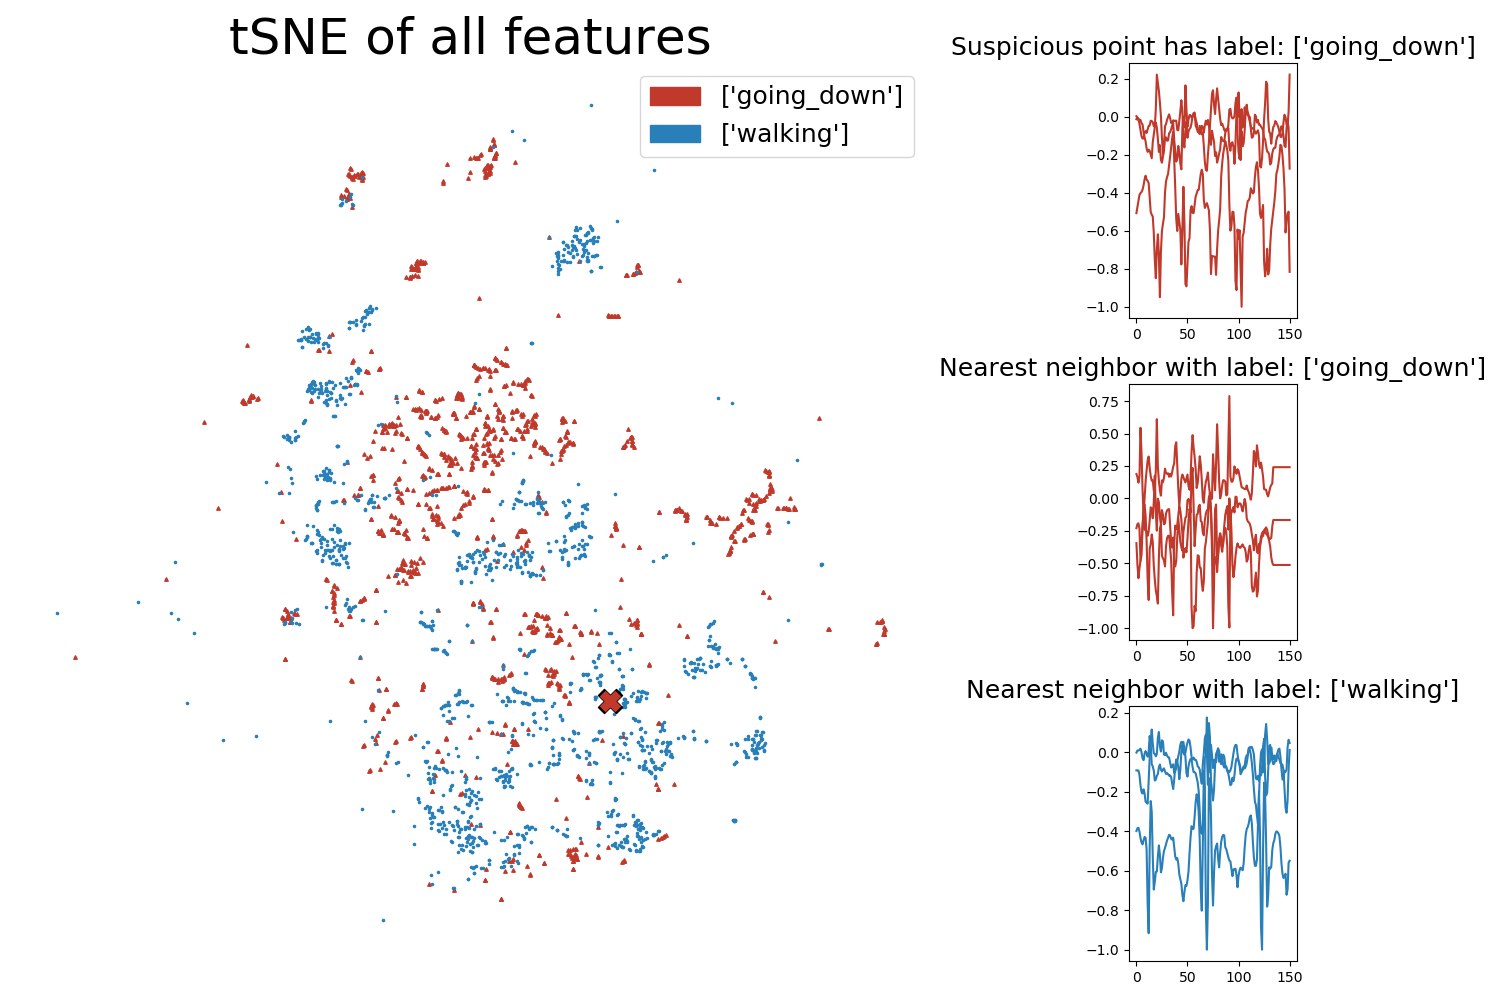 tSNE of all features
['going_down']
['walking']
Suspicious point has label: ['going_down']
0.2
0.0
−0.2
−0.4
−0.6
−0.8
−1.0
0 50 100 150
Nearest neighbor with label: ['going_down']
0.75
0.50
0.25
0.00
−0.25
−0.50
−0.75
−1.00
0 50 100 150
Nearest neighbor with label: ['walking']
0.2
0.0
−0.2
−0.4
−0.6
−0.8
−1.0
0 50 100 150